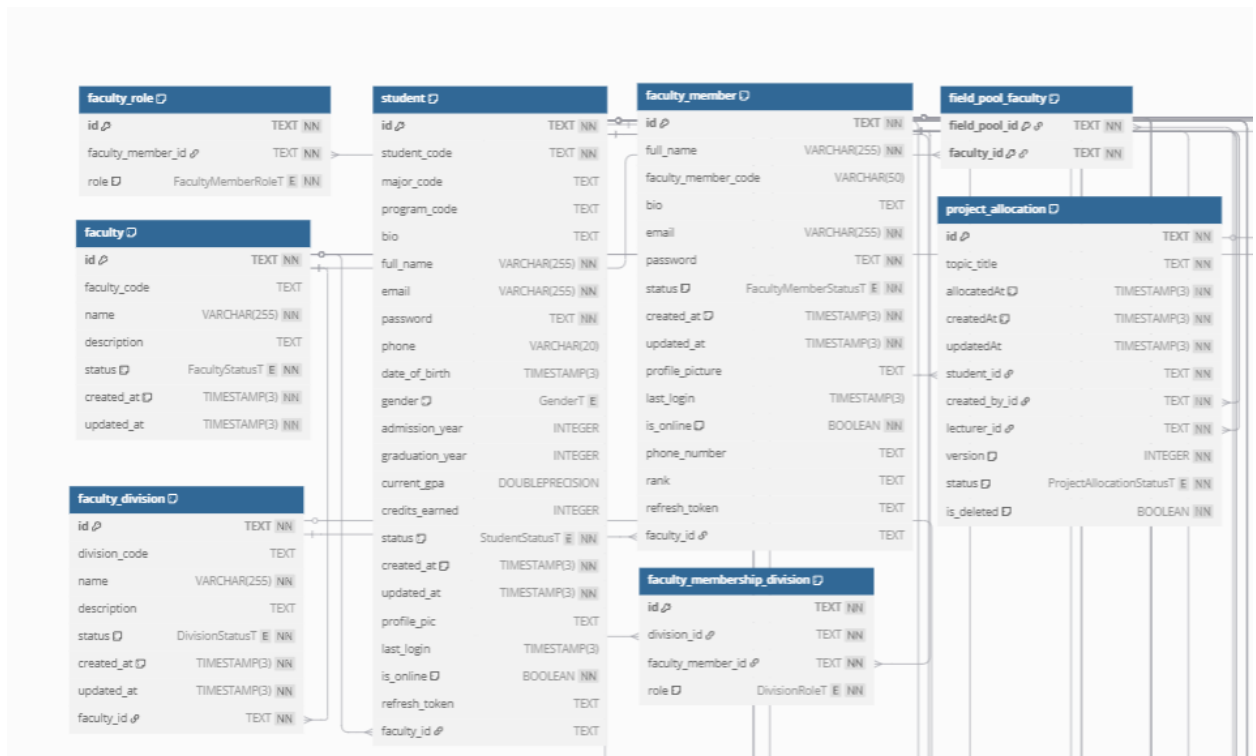 faculty_role
id TEXT NN
faculty_member_id TEXT NN
role FacultyMemberRoleT E NN
faculty
id TEXT NN
faculty_code TEXT
name VARCHAR(255) NN
description TEXT
status FacultyStatusT E NN
created_at TIMESTAMP(3) NN
updated_at TIMESTAMP(3) NN
faculty_division
id TEXT NN
division_code TEXT
name VARCHAR(255) NN
description TEXT
status DivisionStatusT E NN
created_at TIMESTAMP(3) NN
updated_at TIMESTAMP(3) NN
faculty_id TEXT NN
student
id TEXT NN
student_code TEXT NN
major_code TEXT
program_code TEXT
bio TEXT
full_name VARCHAR(255) NN
email VARCHAR(255) NN
password TEXT NN
phone VARCHAR(20)
date_of_birth TIMESTAMP(3)
gender GenderT E
admission_year INTEGER
graduation_year INTEGER
current_gpa DOUBLEPRECISION
credits_earned INTEGER
status StudentStatusT E NN
created_at TIMESTAMP(3) NN
updated_at TIMESTAMP(3) NN
profile_pic TEXT
last_login TIMESTAMP(3)
is_online BOOLEAN NN
refresh_token TEXT
faculty_id TEXT
faculty_member
id TEXT NN
full_name VARCHAR(255) NN
faculty_member_code VARCHAR(50)
bio TEXT
email VARCHAR(255) NN
password TEXT NN
status FacultyMemberStatusT E NN
created_at TIMESTAMP(3) NN
updated_at TIMESTAMP(3) NN
profile_picture TEXT
last_login TIMESTAMP(3)
is_online BOOLEAN NN
phone_number TEXT
rank TEXT
refresh_token TEXT
faculty_id TEXT
faculty_membership_division
id TEXT NN
division_id TEXT NN
faculty_member_id TEXT NN
role DivisionRoleT E NN
field_pool_faculty
field_pool_id TEXT NN
faculty_id TEXT NN
project_allocation
id TEXT NN
topic_title TEXT NN
allocatedAt TIMESTAMP(3) NN
createdAt TIMESTAMP(3) NN
updatedAt TIMESTAMP(3) NN
student_id TEXT NN
created_by_id TEXT NN
lecturer_id TEXT NN
version INTEGER NN
status ProjectAllocationStatusT E NN
is_deleted BOOLEAN NN